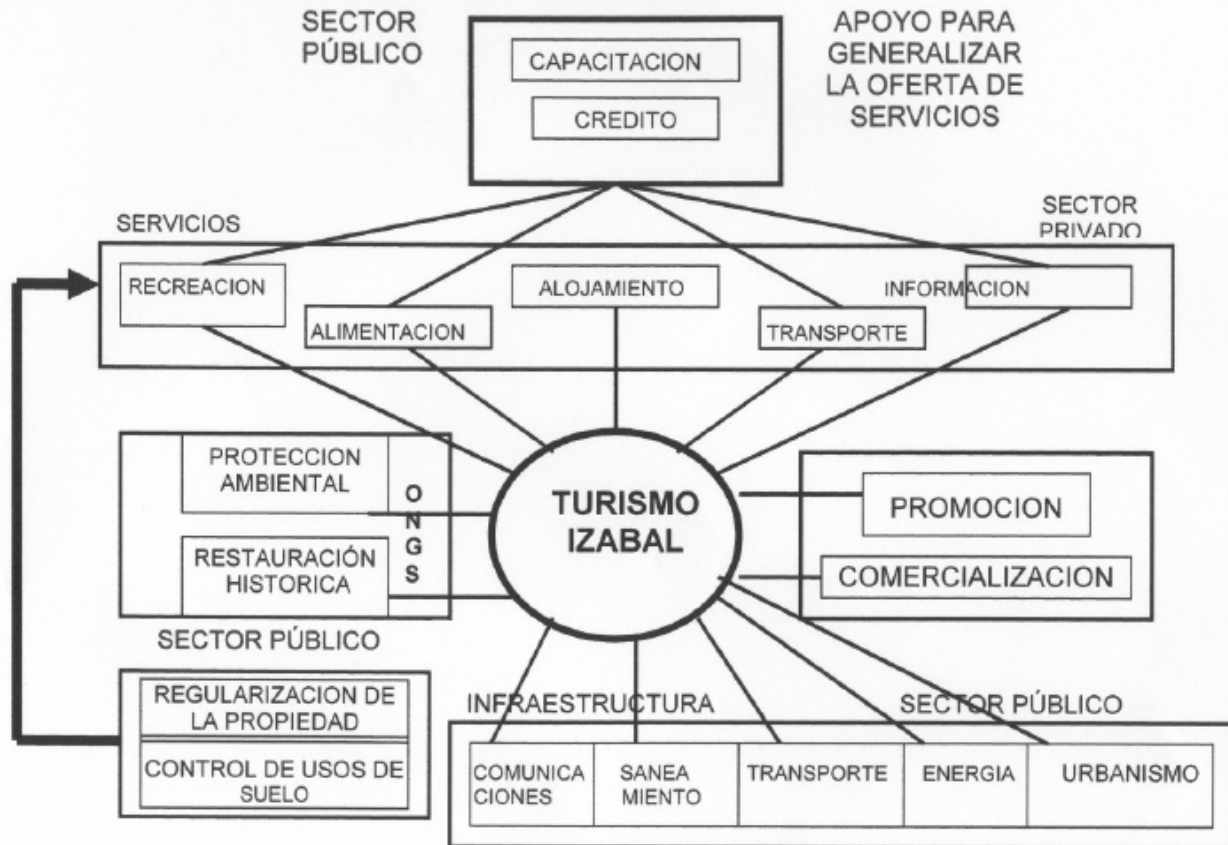 SECTOR
PÚBLICO
CAPACITACION
CREDITO
APOYO PARA
GENERALIZAR
LA OFERTA DE
SERVICIOS
SERVICIOS
SECTOR
PRIVADO
RECREACION
ALIMENTACION
ALOJAMIENTO
TRANSPORTE
INFORMACION
PROTECCION
AMBIENTAL
RESTAURACIÓN
HISTORICA
ONGS
TURISMO
IZABAL
PROMOCION
COMERCIALIZACION
SECTOR PÚBLICO
REGULARIZACION DE
LA PROPIEDAD
CONTROL DE USOS DE
SUELO
INFRAESTRUCTURA
SECTOR PÚBLICO
COMUNICA
CIONES
SANEA
MIENTO
TRANSPORTE
ENERGIA
URBANISMO